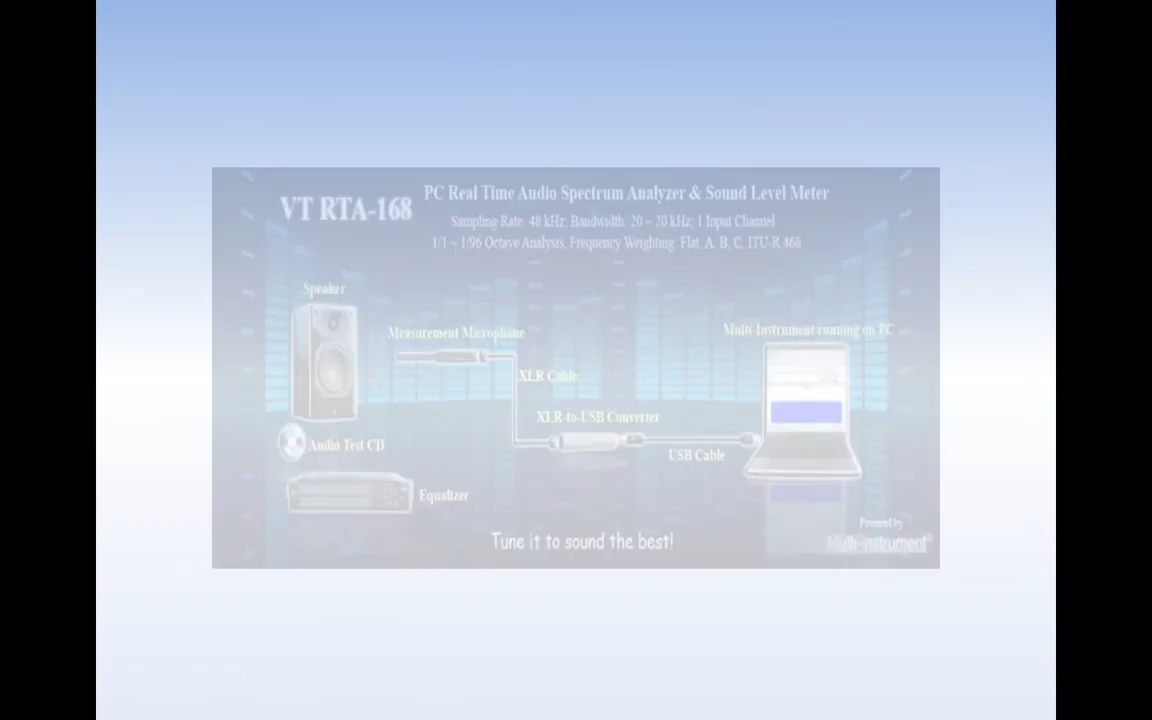 VT RTA-168
PC Real Time Audio Spectrum Analyzer & Sound Level Meter
Sampling Rate 48 kHz; Bandwidth: 20 ~ 20 kHz; 1 Input Channel
1/1 ~ 1/96 Octave Analysis, Frequency Weighting: Flat, A, B, C, ITU-R 468
Speaker
Measurement Microphone
Multi-Instrument running on PC
XLR Cable
XLR-to-USB Converter
Audio Test CD
USB Cable
Equalizer
Tune it to sound the best!
Powered by
Multi-Instrument®